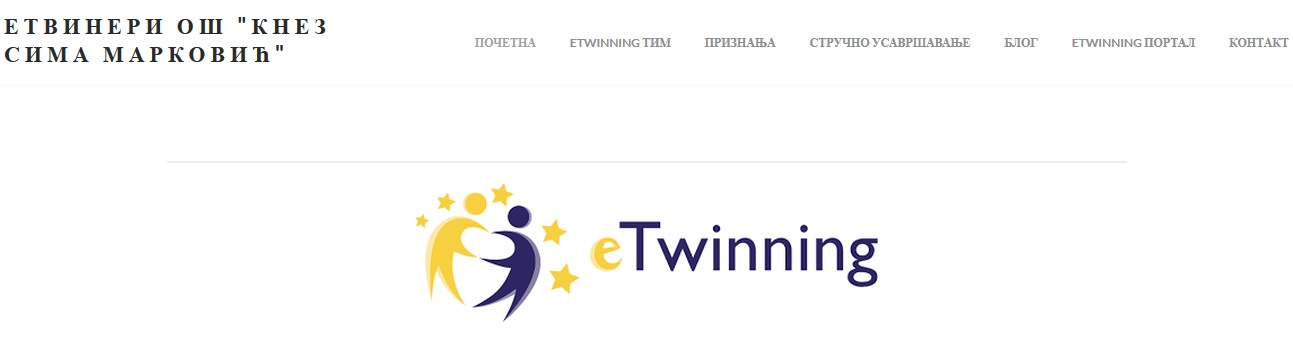 ЕТВИНЕРИ ОШ "КНЕЗ
СИМА МАРКОВИЋ"
ПОЧЕТНА ETWINNING ТИМ ПРИЗНАЊА СТРУЧНО УСАВРШАВАЊЕ БЛОГ ETWINNING ПОРТАЛ КОНТАКТ
eTwinning